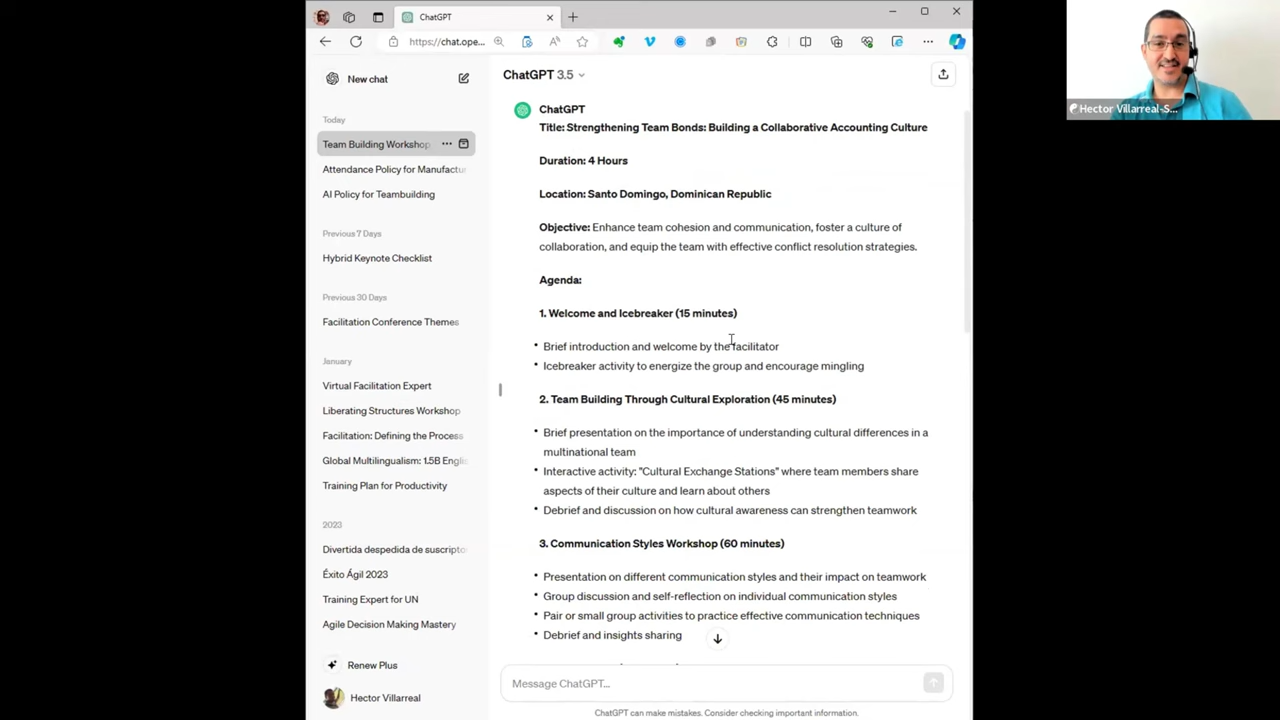 ChatGPT
https://chat.ope...
New chat
ChatGPT 3.5
Today
Team Building Workshop
Attendance Policy for Manufactu
AI Policy for Teambuilding
Previous 7 Days
Hybrid Keynote Checklist
Previous 30 Days
Facilitation Conference Themes
January
Virtual Facilitation Expert
Liberating Structures Workshop
Facilitation: Defining the Process
Global Multilingualism: 1.5B Engli
Training Plan for Productivity
2023
Divertida despedida de suscripto
Éxito Ágil 2023
Training Expert for UN
Agile Decision Making Mastery
Renew Plus
Hector Villarreal
ChatGPT
Title: Strengthening Team Bonds: Building a Collaborative Accounting Culture
Duration: 4 Hours
Location: Santo Domingo, Dominican Republic
Objective: Enhance team cohesion and communication, foster a culture of
collaboration, and equip the team with effective conflict resolution strategies.
Agenda:
1. Welcome and Icebreaker (15 minutes)
• Brief introduction and welcome by the facilitator
• Icebreaker activity to energize the group and encourage mingling
2. Team Building Through Cultural Exploration (45 minutes)
• Brief presentation on the importance of understanding cultural differences in a
multinational team
• Interactive activity: "Cultural Exchange Stations" where team members share
aspects of their culture and learn about others
• Debrief and discussion on how cultural awareness can strengthen teamwork
3. Communication Styles Workshop (60 minutes)
• Presentation on different communication styles and their impact on teamwork
• Group discussion and self-reflection on individual communication styles
• Pair or small group activities to practice effective communication techniques
• Debrief and insights sharing
Message ChatGPT...
ChatGPT can make mistakes. Consider checking important information.
Hector Villarreal-S...